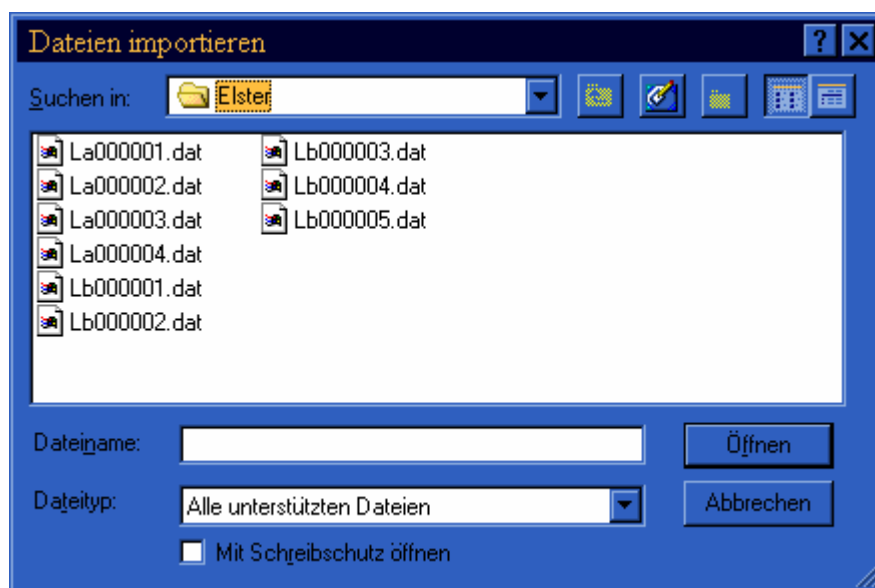 Dateien importieren
Suchen in: Elster
La000001.dat Lb000003.dat
La000002.dat Lb000004.dat
La000003.dat Lb000005.dat
La000004.dat
Lb000001.dat
Lb000002.dat
Dateiname: Öffnen
Dateityp: Alle unterstützten Dateien Abbrechen
Mit Schreibschutz öffnen